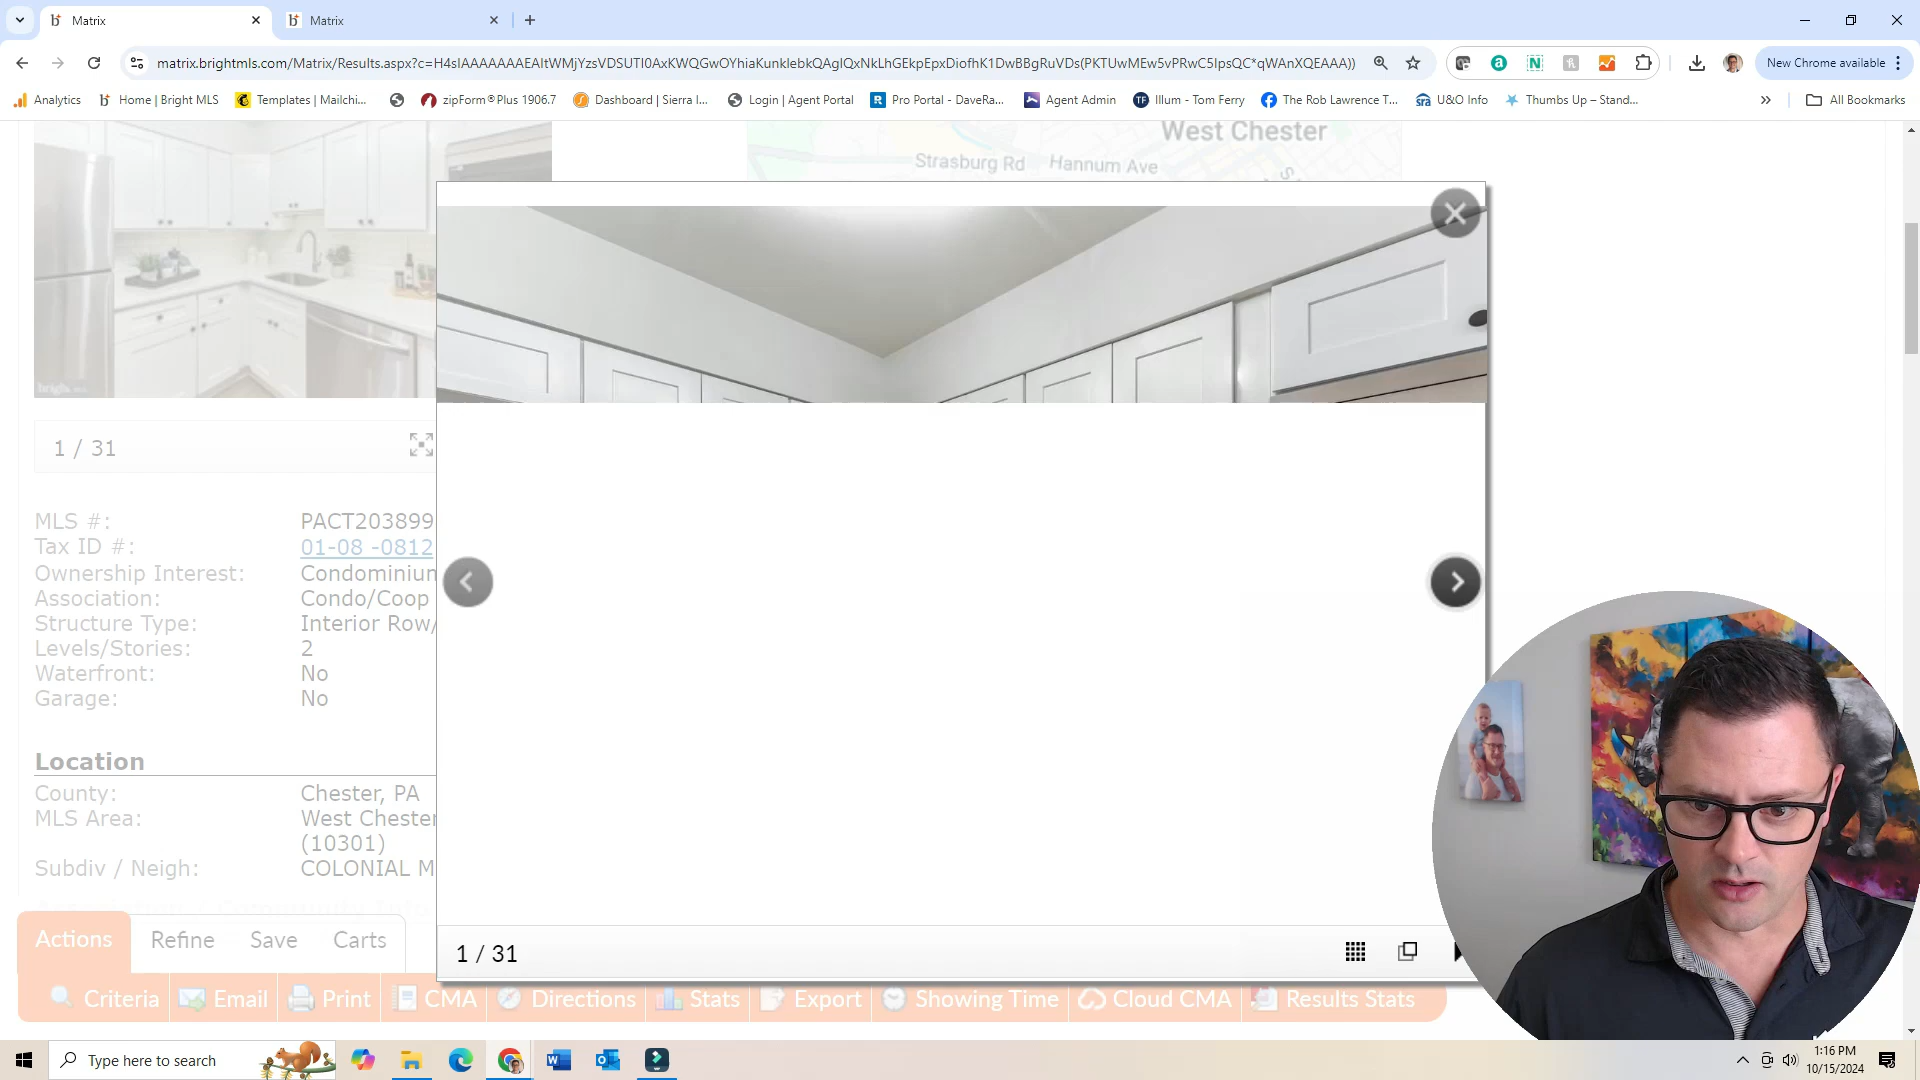 Matrix
Matrix
matrix.brightmls.com/Matrix/Results.aspx?c=H4sIAAAAAAAEAItWMjYzsVDSUTI0AxKWQGwOYhiaKunklebkQAgIQxNkLhGEkpEpxDiofhK1DwBBgRuVDs(PKTUwMEw5vPRwC5IpsQC*qWAnXQEAAA))
New Chrome available
Analytics
Home | Bright MLS
Templates | Mailchi...
zipForm®Plus 1906.7
Dashboard | Sierra I...
Login | Agent Portal
Pro Portal - DaveRa...
Agent Admin
Illum - Tom Ferry
The Rob Lawrence T...
U&O Info
Thumbs Up – Stand...
All Bookmarks
West Chester
Strasburg Rd
Hannum Ave
1 / 31
MLS #: PACT203899
Tax ID #: 01-08 -0812
Ownership Interest: Condominium
Association: Condo/Coop
Structure Type: Interior Row/
Levels/Stories: 2
Waterfront: No
Garage: No
Location
County: Chester, PA
MLS Area: West Chester
(10301)
Subdiv / Neigh: COLONIAL M
Actions Refine Save Carts
1 / 31
Criteria Email Print CMA Directions Stats Export Showing Time Cloud CMA Results Stats
Type here to search
1:16 PM
10/15/2024